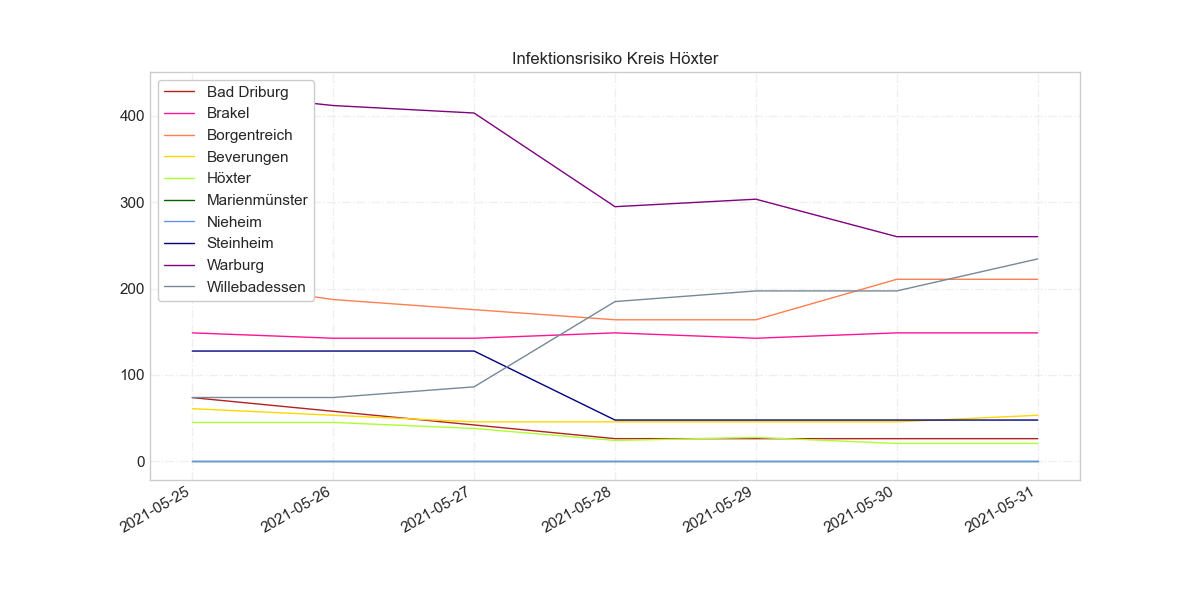 Infektionsrisiko Kreis Höxter
Bad Driburg
Brakel
Borgentreich
Beverungen
Höxter
Marienmünster
Nieheim
Steinheim
Warburg
Willebadessen
400
300
200
100
0
2021-05-25
2021-05-26
2021-05-27
2021-05-28
2021-05-29
2021-05-30
2021-05-31